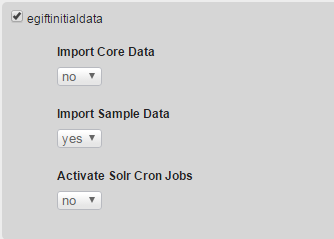 egiftinitialdata
Import Core Data
no
Import Sample Data
yes
Activate Solr Cron Jobs
no